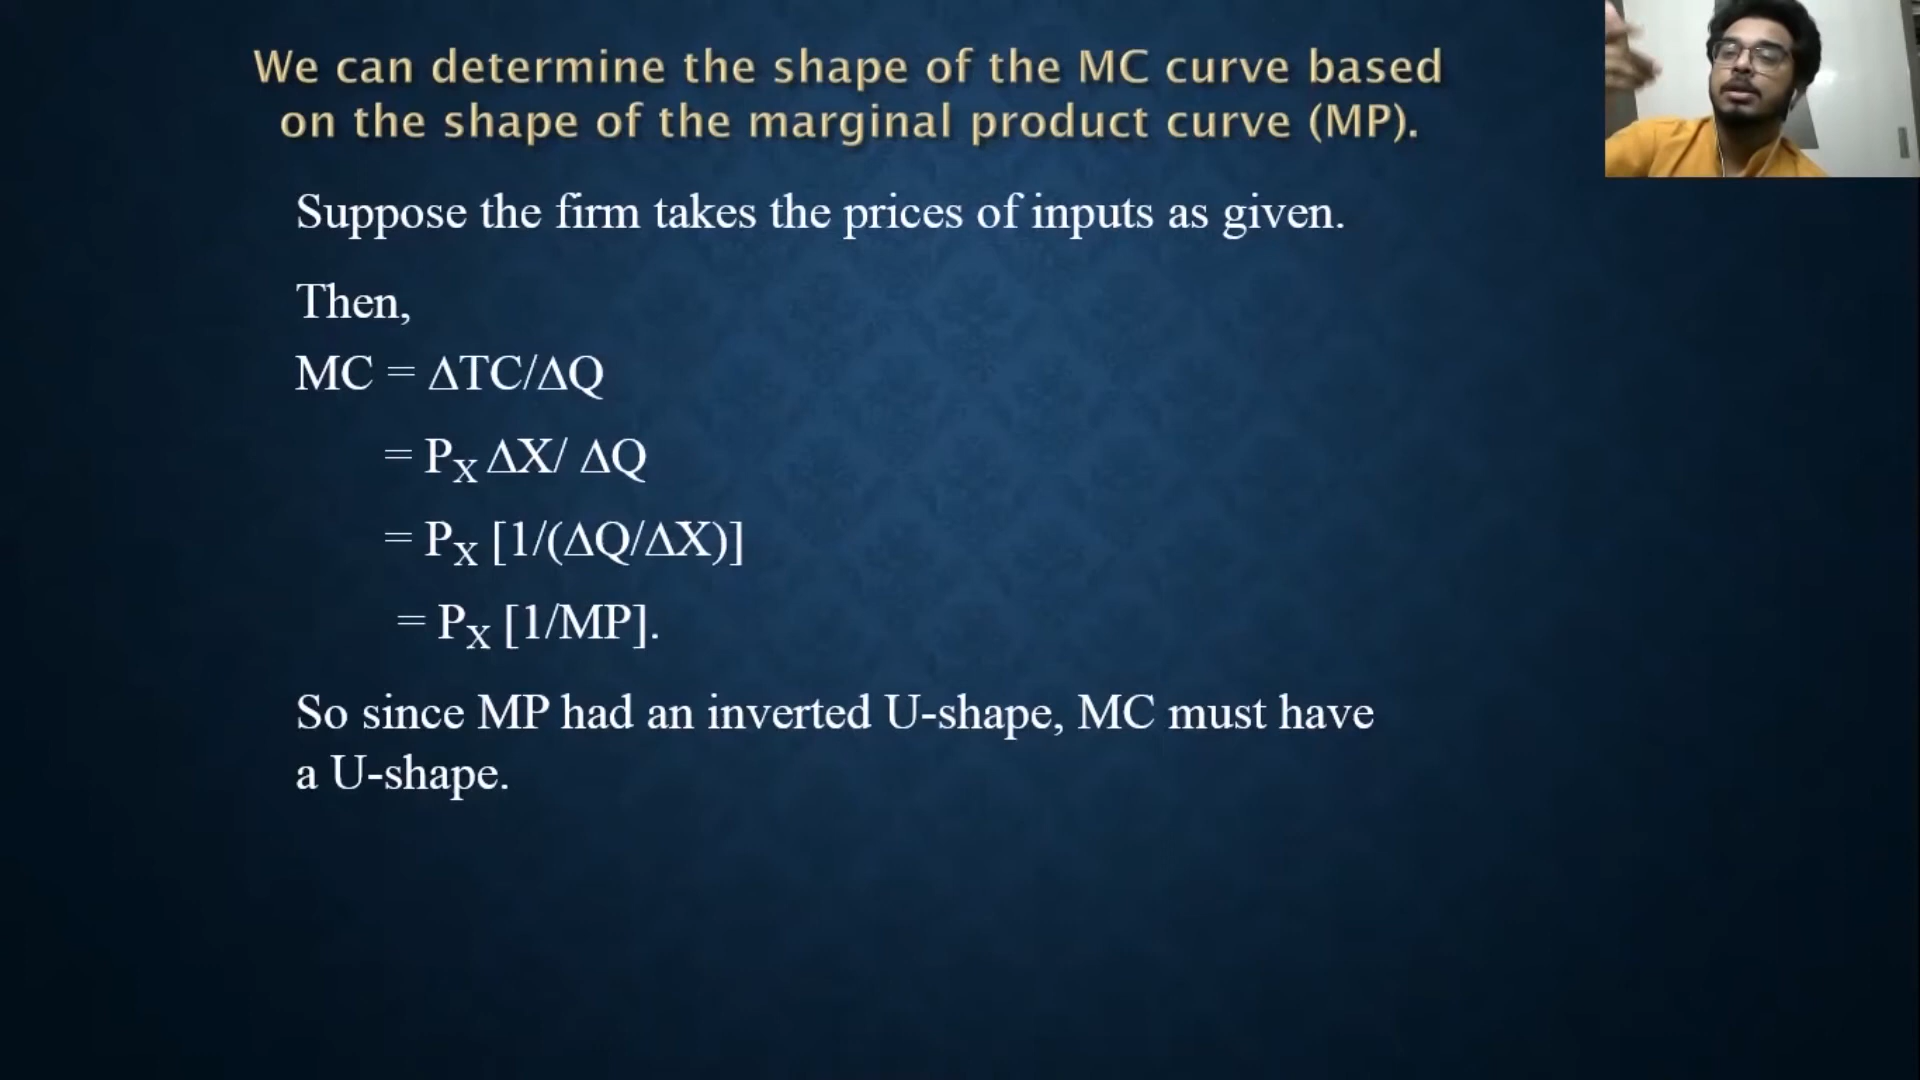 We can determine the shape of the MC curve based
on the shape of the marginal product curve (MP).
Suppose the firm takes the prices of inputs as given.
Then,
MC = ΔTC/ΔQ
= PX ΔX/ ΔQ
= PX [1/(ΔQ/ΔX)]
= PX [1/MP].
So since MP had an inverted U-shape, MC must have
a U-shape.